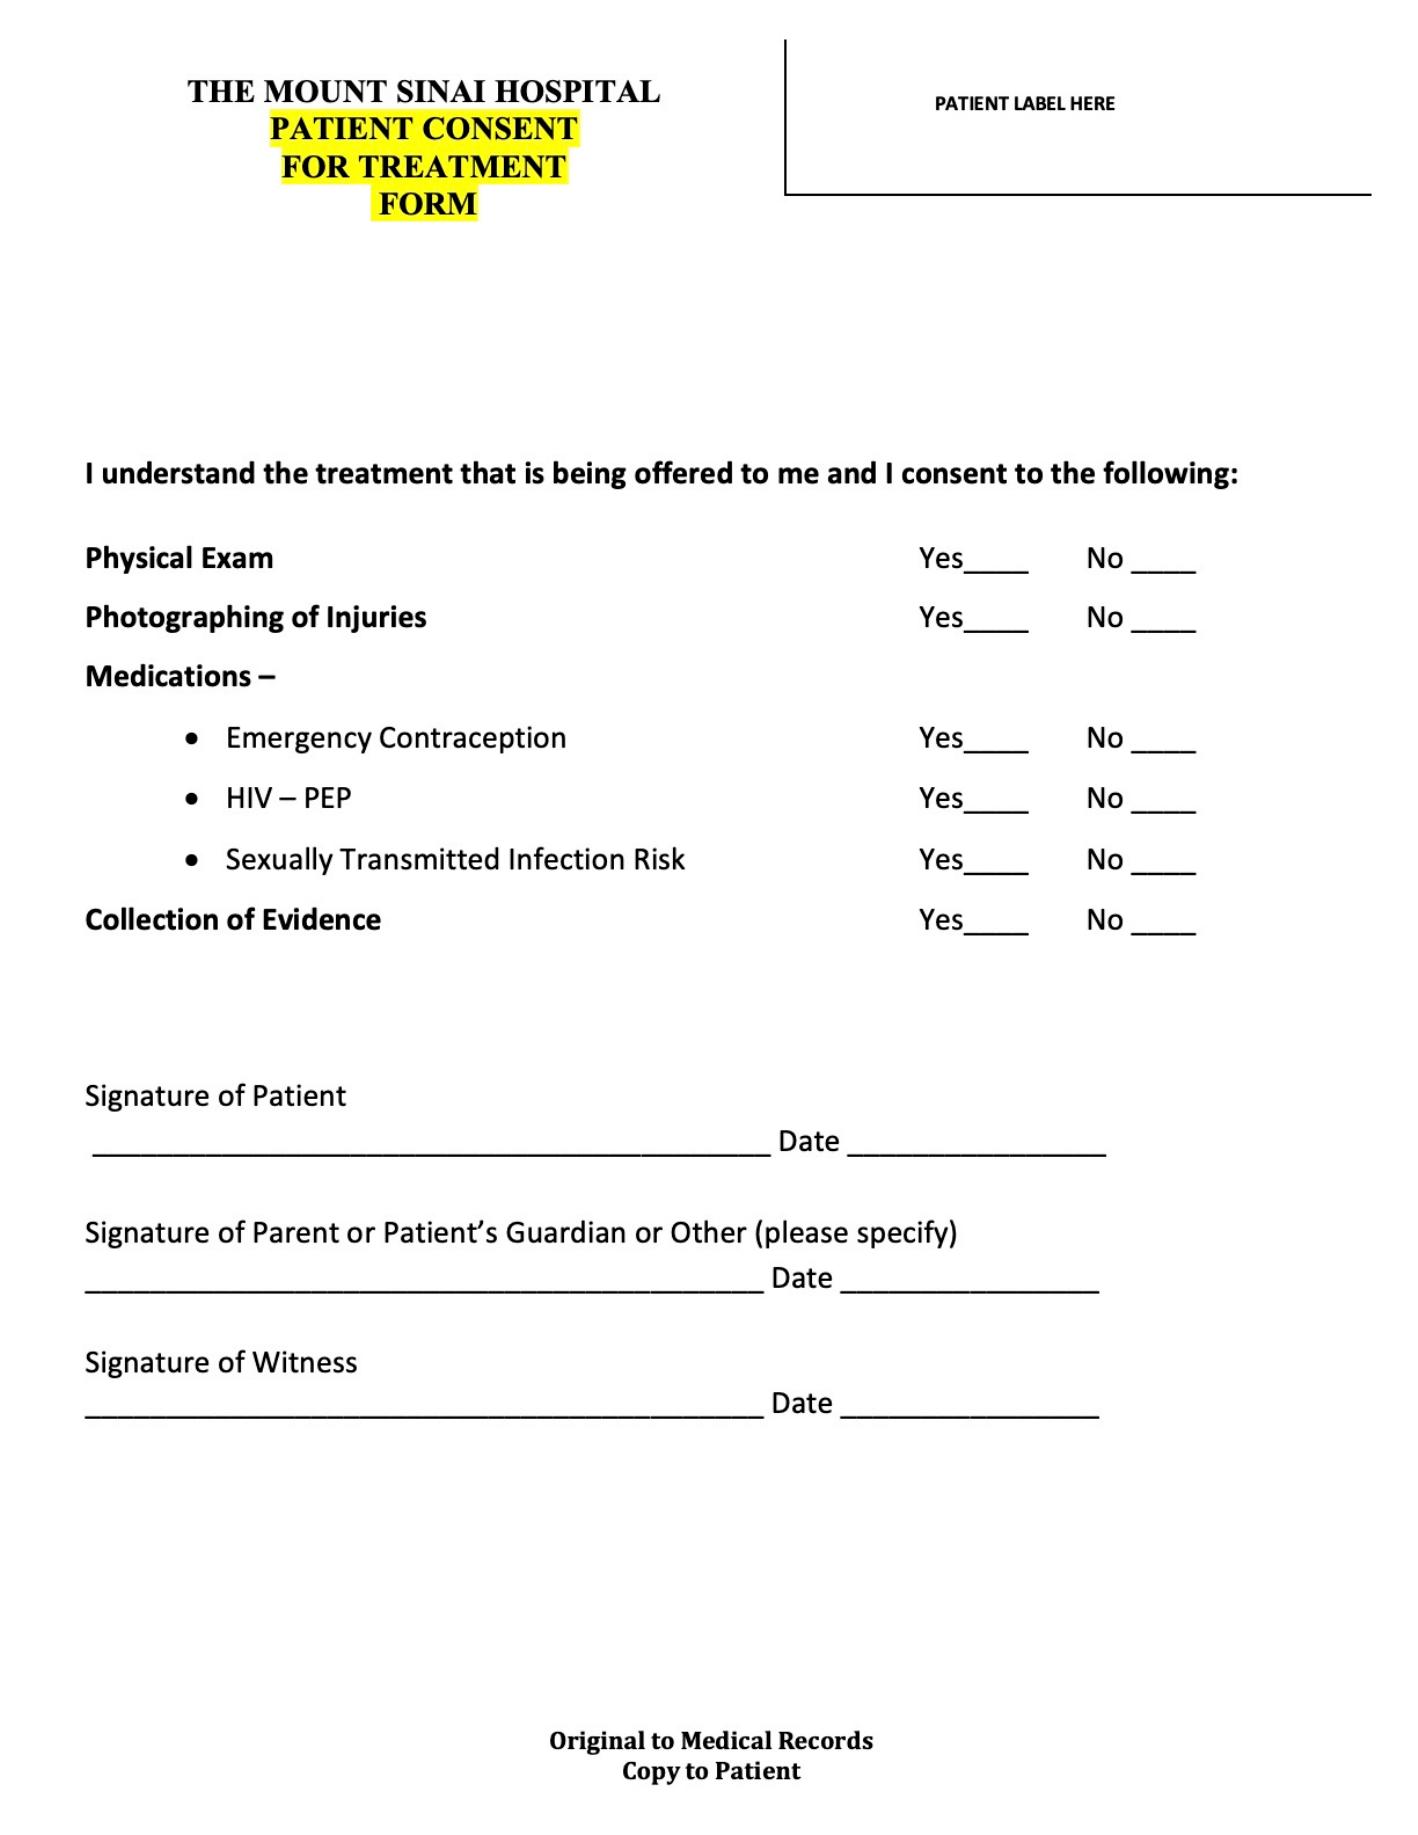 THE MOUNT SINAI HOSPITAL
PATIENT CONSENT
FOR TREATMENT
FORM
PATIENT LABEL HERE
I understand the treatment that is being offered to me and I consent to the following:
Physical Exam Yes____ No ____
Photographing of Injuries Yes____ No ____
Medications –
• Emergency Contraception Yes____ No ____
• HIV – PEP Yes____ No ____
• Sexually Transmitted Infection Risk Yes____ No ____
Collection of Evidence Yes____ No ____
Signature of Patient
__________________________________________ Date ________________
Signature of Parent or Patient’s Guardian or Other (please specify)
__________________________________________ Date ________________
Signature of Witness
__________________________________________ Date ________________
Original to Medical Records
Copy to Patient